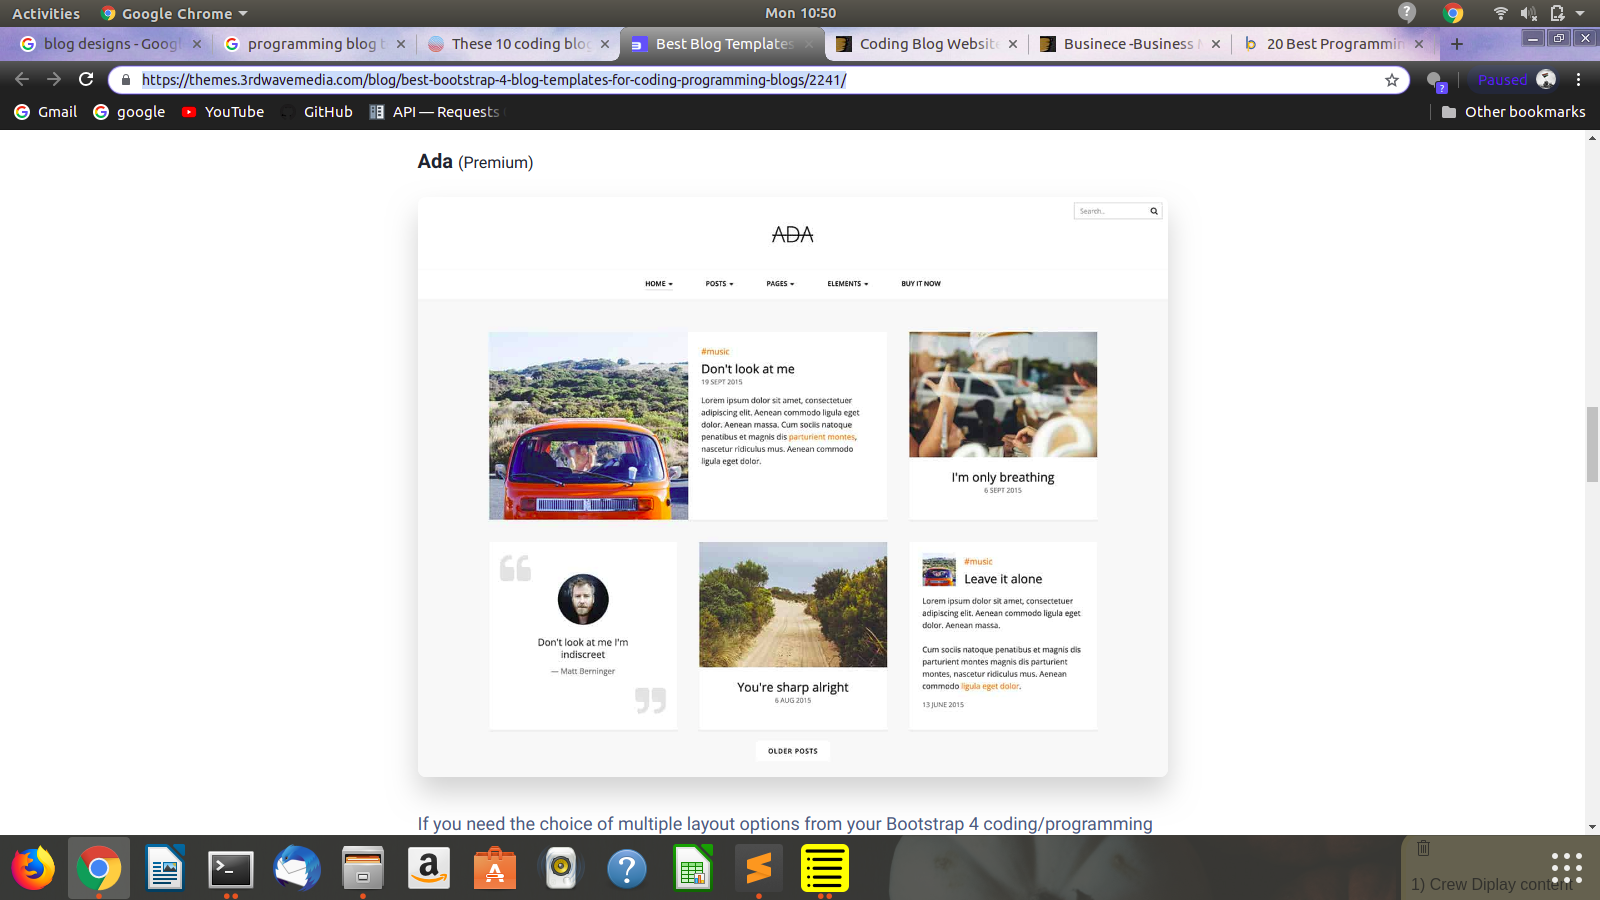 Activities
Google Chrome
Mon 10:50
blog designs - Goog
programming blog t
These 10 coding blo
Best Blog Templates
Coding Blog Website
Businece -Business
20 Best Programmin
https://themes.3rdwavemedia.com/blog/best-bootstrap-4-blog-templates-for-coding-programming-blogs/2241/
Paused
Gmail
google
YouTube
GitHub
API — Requests
Other bookmarks
Ada (Premium)
Search..
ADA
HOME
POSTS
PAGES
ELEMENTS
BUY IT NOW
#music
Don't look at me
19 SEPT 2015
Lorem ipsum dolor sit amet, consectetuer
adipiscing elit. Aenean commodo ligula eget
dolor. Aenean massa. Cum sociis natoque
penatibus et magnis dis parturient montes,
nascetur ridiculus mus. Aenean commodo
ligula eget dolor.
I'm only breathing
6 SEPT 2015
Don't look at me I'm
indiscreet
— Matt Berninger
You're sharp alright
6 AUG 2015
#music
Leave it alone
Lorem ipsum dolor sit amet, consectetuer
adipiscing elit. Aenean commodo ligula eget
dolor. Aenean massa.
Cum sociis natoque penatibus et magnis dis
parturient montes magnis dis parturient
montes, nascetur ridiculus mus. Aenean
commodo ligula eget dolor.
13 JUNE 2015
OLDER POSTS
If you need the choice of multiple layout options from your Bootstrap 4 coding/programming
1) Crew Diplay content